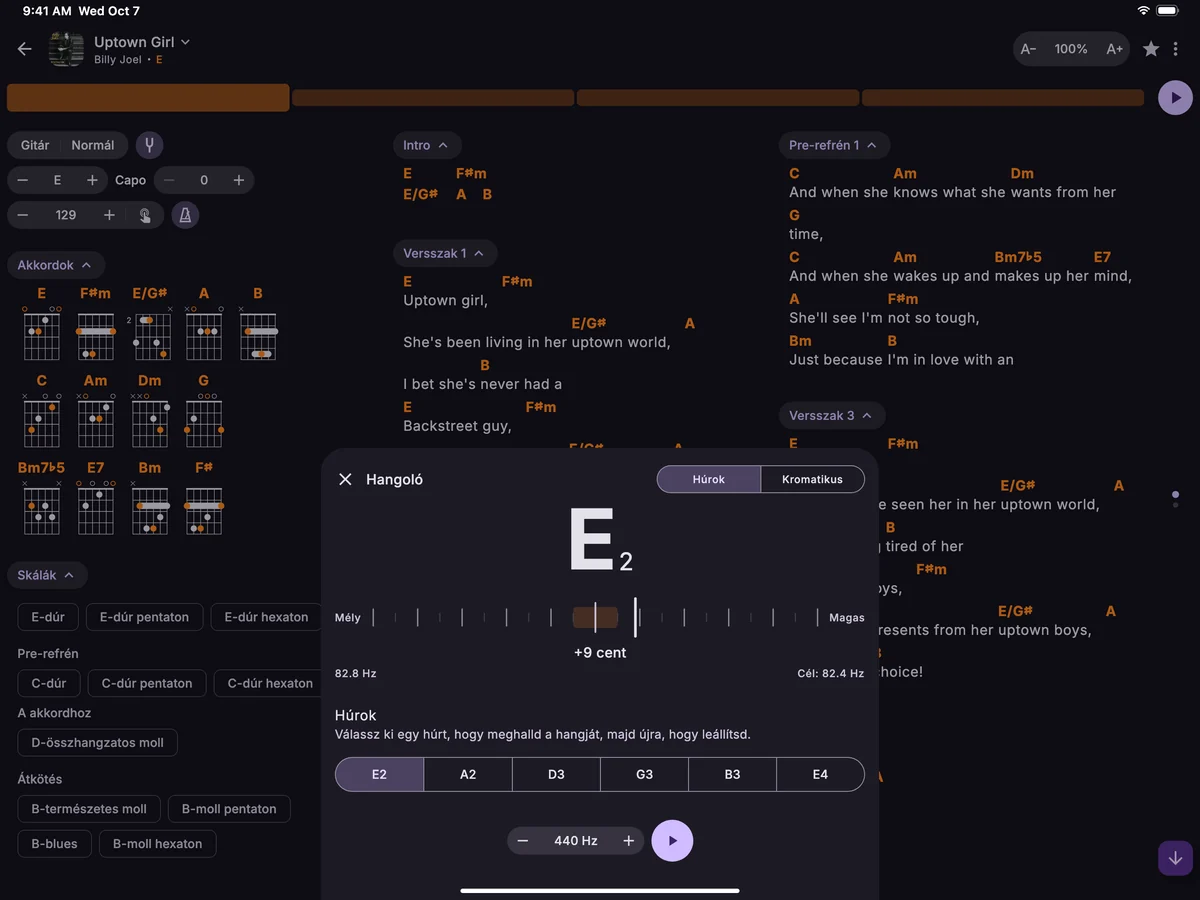 9:41 AM Wed Oct 7
Uptown Girl
Billy Joel • E
A− 100% A+
Gitár Normál
− E + Capo − 0 +
− 129 +
Akkordok
E F#m E/G# A B
2
C Am Dm G
Bm7♭5 E7 Bm F#
Skálák
E-dúr E-dúr pentaton E-dúr hexaton
Pre-refrén
C-dúr C-dúr pentaton C-dúr hexaton
A akkordhoz
D-összhangzatos moll
Átkötés
B-természetes moll B-moll pentaton
B-blues B-moll hexaton
Intro
E F#m
E/G# A B
Versszak 1
E F#m
Uptown girl,
E/G# A
She's been living in her uptown world,
B
I bet she's never had a
E F#m
Backstreet guy,
E/G# A
Pre-refrén 1
C Am Dm
And when she knows what she wants from her
G
time,
C Am Bm7♭5 E7
And when she wakes up and makes up her mind,
A F#m
She'll see I'm not so tough,
Bm B
Just because I'm in love with an
Versszak 3
E F#m
E/G# A
e seen her in her uptown world,
B
tired of her
F#m
oys,
E/G# A
resents from her uptown boys,
B
choice!
A
Hangoló
Húrok Kromatikus
E2
Mély Magas
+9 cent
82.8 Hz Cél: 82.4 Hz
Húrok
Válassz ki egy húrt, hogy meghalld a hangját, majd újra, hogy leállítsd.
E2 A2 D3 G3 B3 E4
− 440 Hz +